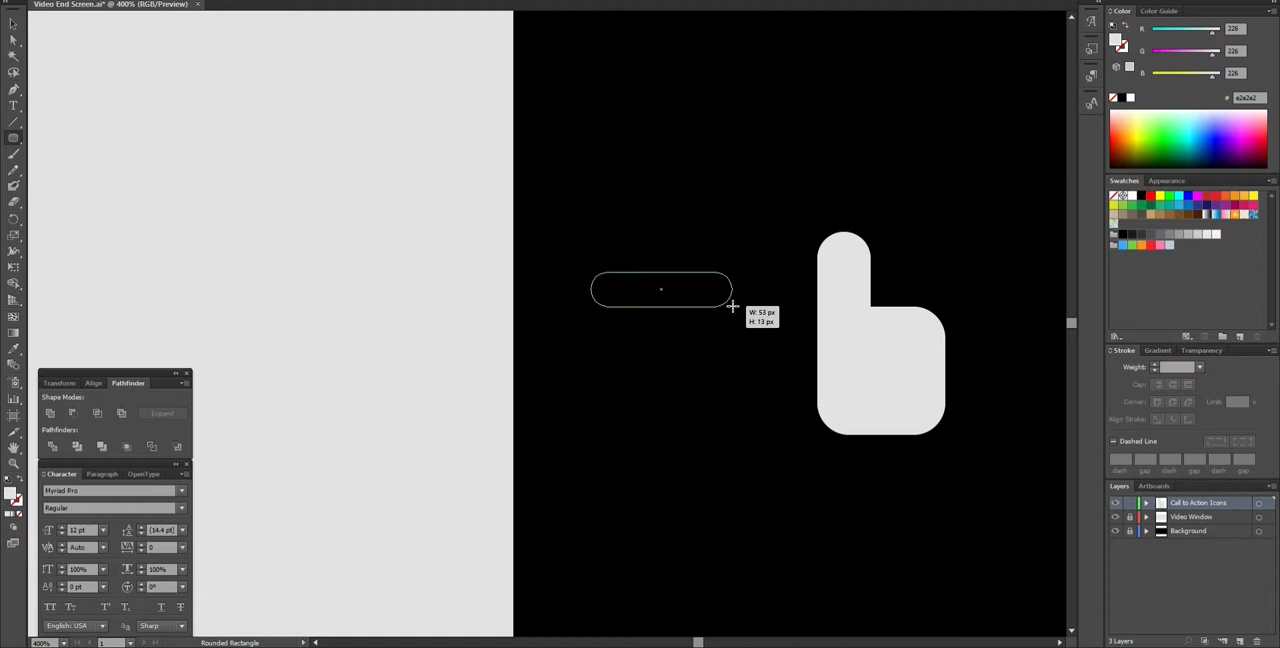 Video End Screen.ai* @ 400% (RGB/Preview) ×
Color Color Guide
R 226
G 226
B 226
# e2e2e2
Swatches Appearance
W: 53 px
H: 13 px
Stroke Gradient Transparency
Weight:
Cap:
Corner: Limit: x
Align Stroke:
Dashed Line
dash gap dash gap dash gap
Transform Align Pathfinder
Shape Modes:
Expand
Pathfinders:
Character Paragraph OpenType
Myriad Pro
Regular
12 pt (14.4 pt)
Auto 0
100% 100%
0 pt 0°
English: USA Sharp
Layers Artboards
Call to Action Icons
Video Window
Background
3 Layers
400% 1 Rounded Rectangle